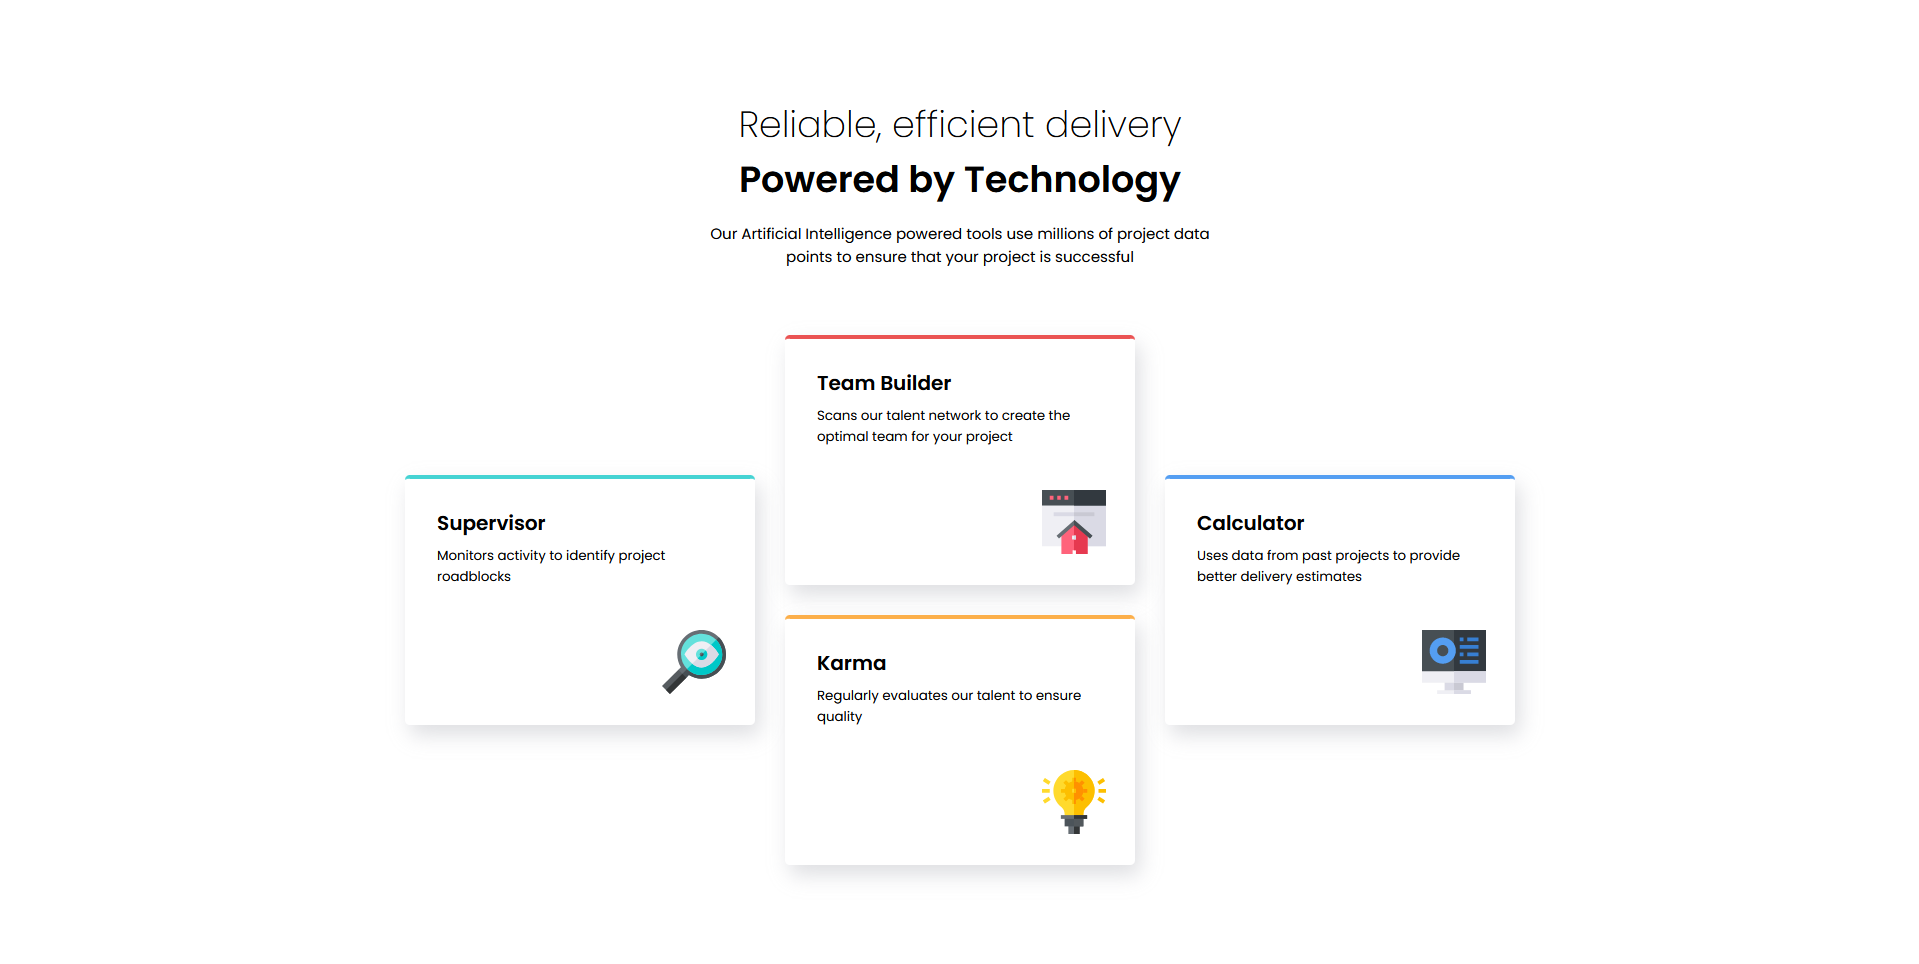 Reliable, efficient delivery
Powered by Technology
Our Artificial Intelligence powered tools use millions of project data
points to ensure that your project is successful
Team Builder
Scans our talent network to create the
optimal team for your project
Supervisor
Monitors activity to identify project
roadblocks
Calculator
Uses data from past projects to provide
better delivery estimates
Karma
Regularly evaluates our talent to ensure
quality